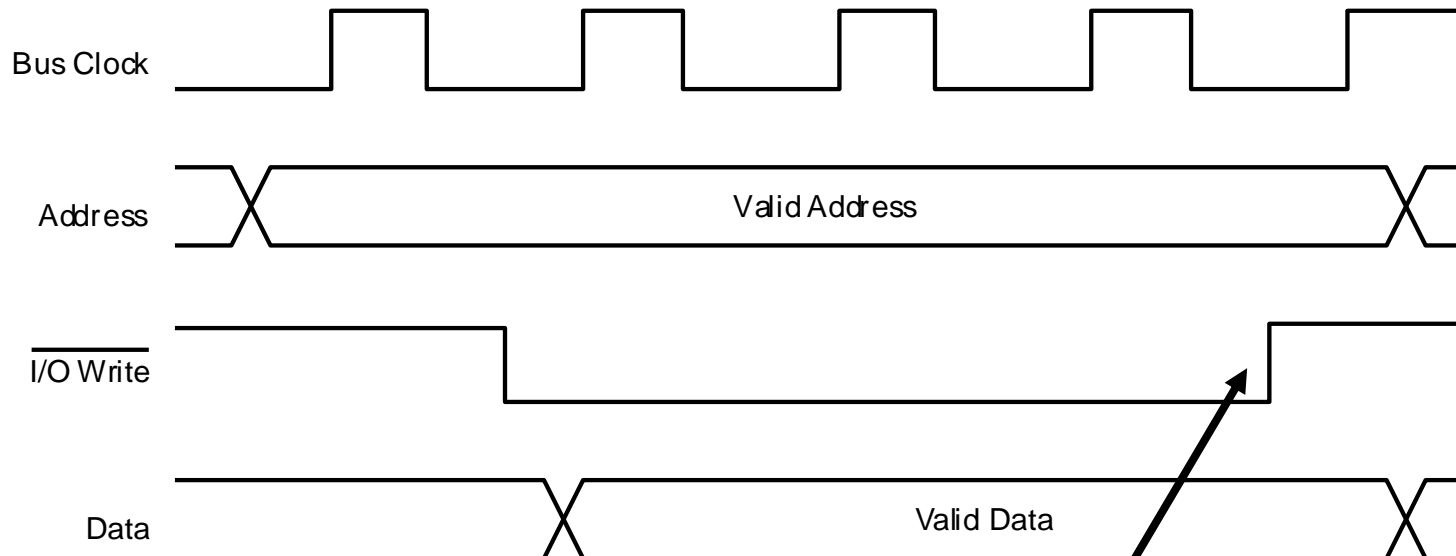 Bus Clock
Address
Valid Address
I/O Write
Data
Valid Data